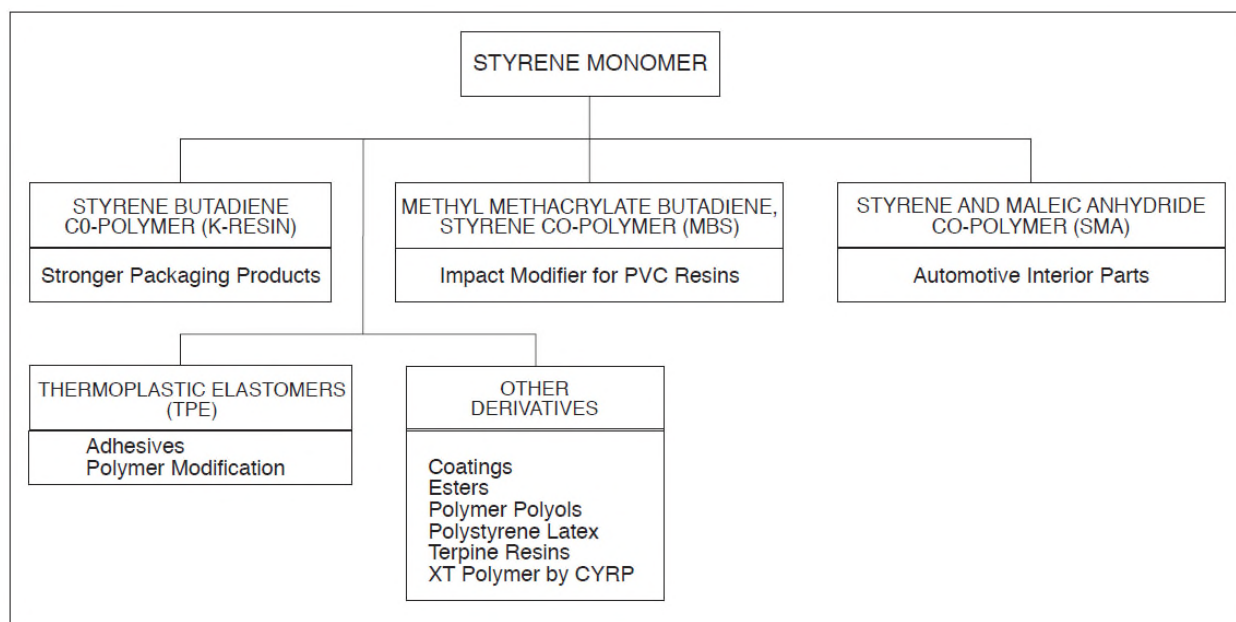 STYRENE MONOMER
STYRENE BUTADIENE
C0-POLYMER (K-RESIN)
Stronger Packaging Products
METHYL METHACRYLATE BUTADIENE,
STYRENE CO-POLYMER (MBS)
Impact Modifier for PVC Resins
STYRENE AND MALEIC ANHYDRIDE
CO-POLYMER (SMA)
Automotive Interior Parts
THERMOPLASTIC ELASTOMERS
(TPE)
Adhesives
Polymer Modification
OTHER
DERIVATIVES
Coatings
Esters
Polymer Polyols
Polystyrene Latex
Terpine Resins
XT Polymer by CYRP